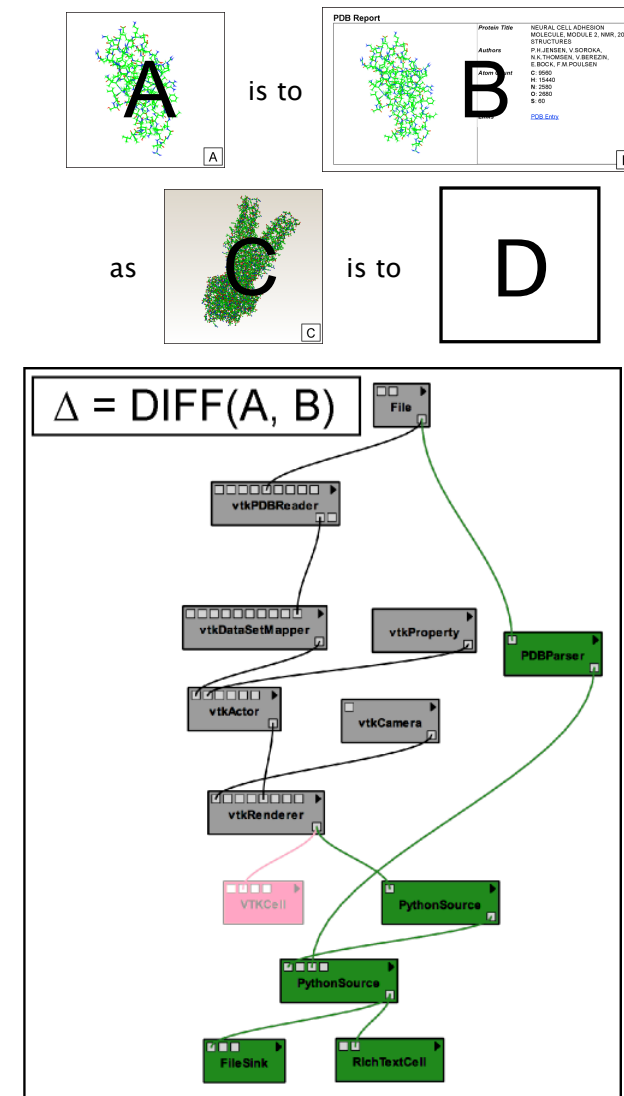 PDB Report
A
A
is to
B
Protein Title
NEURAL CELL ADHESION
MOLECULE, MODULE 2, NMR, 20
STRUCTURES
Authors
P.H.JENSEN, V.SOROKA,
N.K.THOMSEN, V.BEREZIN,
E.BOCK, F.M.POULSEN
C: 9560
H: 15440
N: 2580
O: 2680
S: 60
PDB Entry
as
C
C
is to
D
Δ = DIFF(A, B)
File
vtkPDBReader
vtkDataSetMapper
vtkProperty
PDBParser
vtkActor
vtkCamera
vtkRenderer
VTKCell
PythonSource
PythonSource
FileSink
RichTextCell